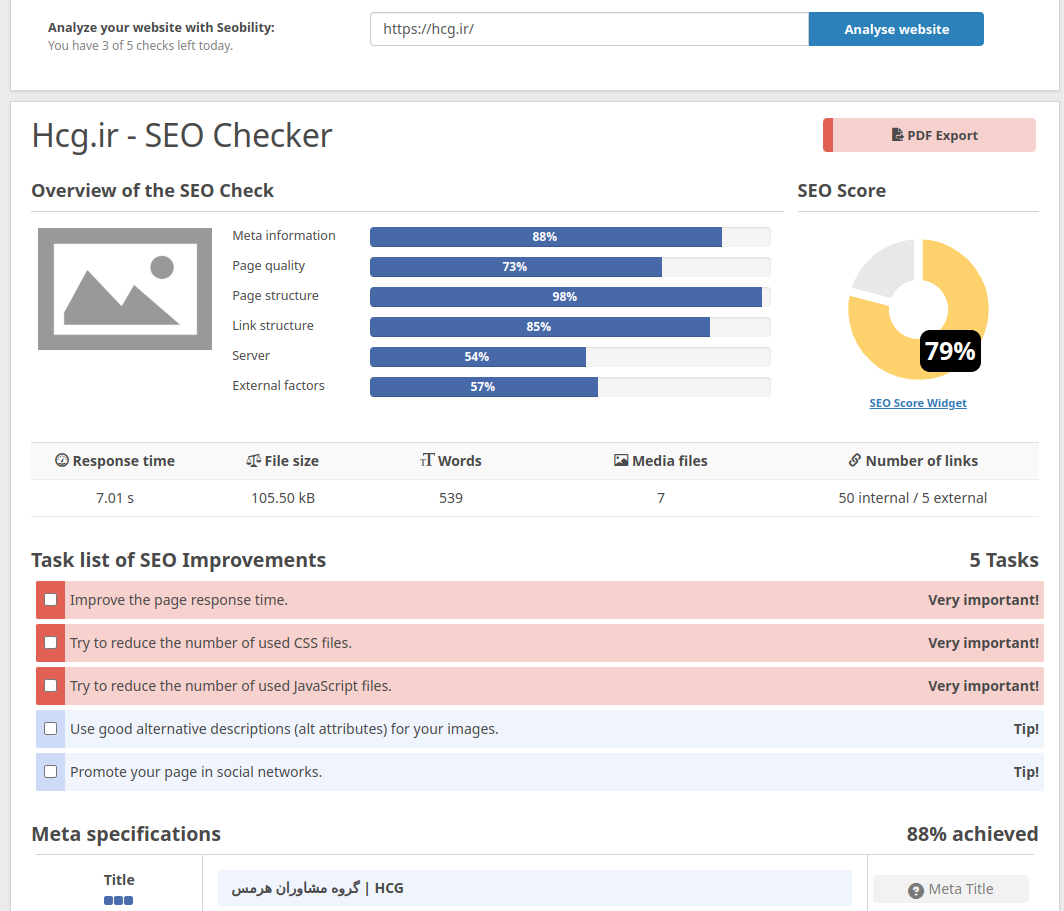 Analyze your website with Seobility:
You have 3 of 5 checks left today.
https://hcg.ir/
Analyse website
Hcg.ir - SEO Checker
PDF Export
Overview of the SEO Check
SEO Score
Meta information 88%
Page quality 73%
Page structure 98%
Link structure 85%
Server 54%
External factors 57%
79%
SEO Score Widget
Response time File size Words Media files Number of links
7.01 s 105.50 kB 539 7 50 internal / 5 external
Task list of SEO Improvements 5 Tasks
Improve the page response time. Very important!
Try to reduce the number of used CSS files. Very important!
Try to reduce the number of used JavaScript files. Very important!
Use good alternative descriptions (alt attributes) for your images. Tip!
Promote your page in social networks. Tip!
Meta specifications 88% achieved
Title
گروه مشاوران هرمس | HCG
? Meta Title